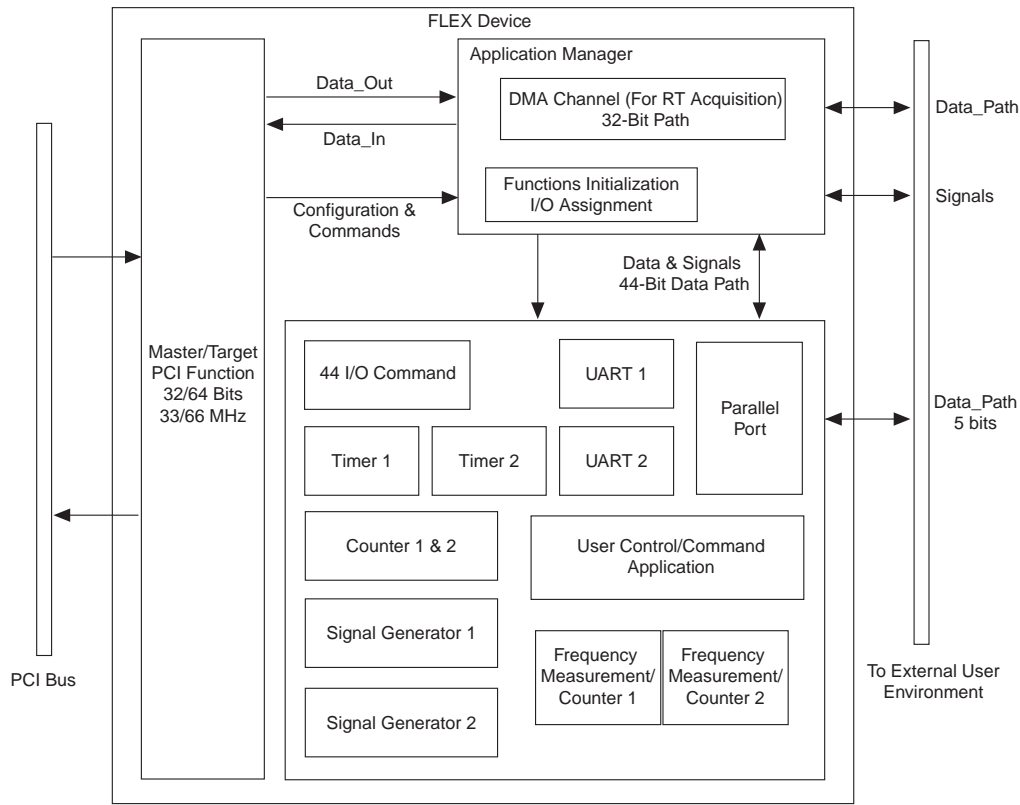 FLEX Device
Application Manager
Data_Out
DMA Channel (For RT Acquisition)
32-Bit Path
Data_Path
Data_In
Functions Initialization
I/O Assignment
Signals
Configuration &
Commands
Data & Signals
44-Bit Data Path
Master/Target
PCI Function
32/64 Bits
33/66 MHz
44 I/O Command
UART 1
Parallel
Port
Data_Path
5 bits
Timer 1
Timer 2
UART 2
Counter 1 & 2
User Control/Command
Application
Signal Generator 1
Frequency
Measurement/
Counter 1
Frequency
Measurement/
Counter 2
Signal Generator 2
PCI Bus
To External User
Environment